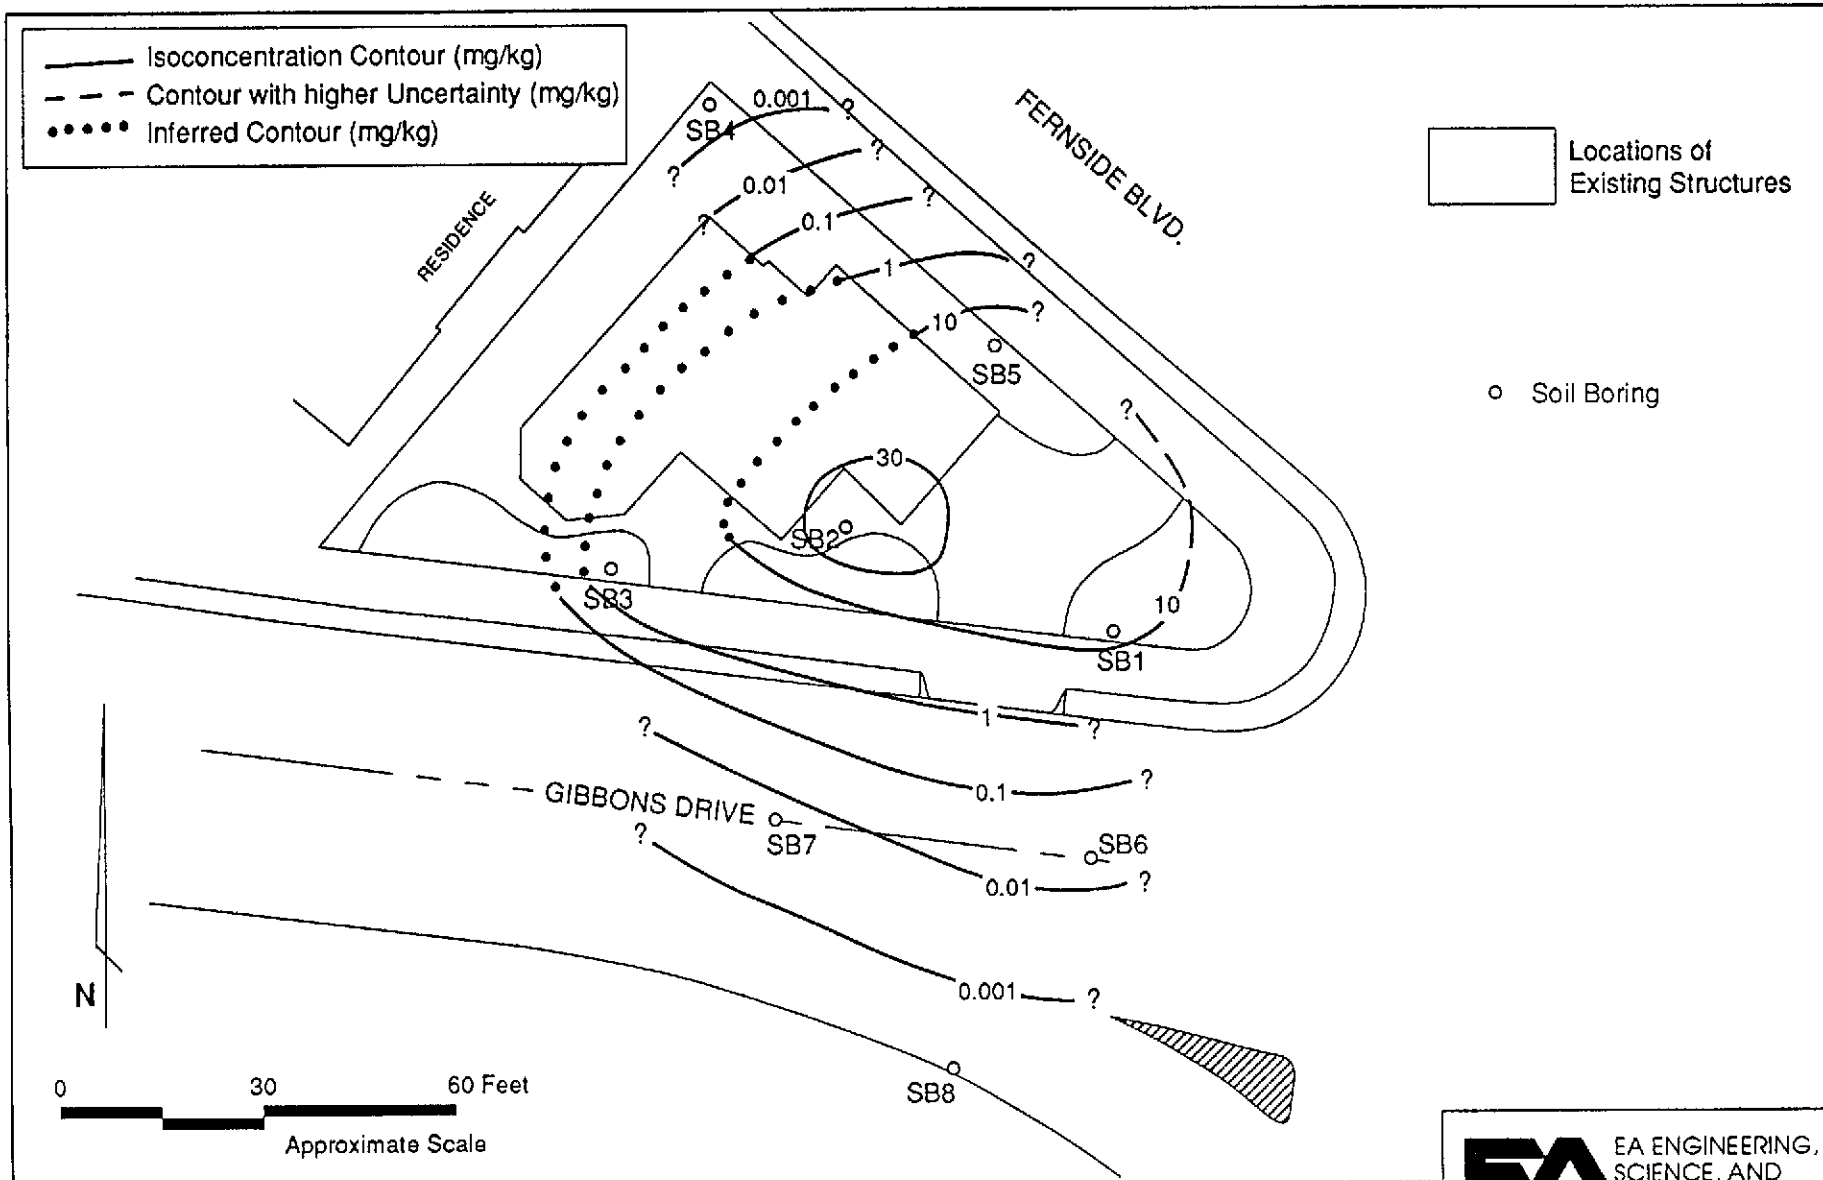 Isoconcentration Contour (mg/kg)
Contour with higher Uncertainty (mg/kg)
Inferred Contour (mg/kg)
FERNSIDE BLVD.
Locations of
Existing Structures
Soil Boring
RESIDENCE
SB4
0.001
?
?
0.01
?
?
0.1
?
1
?
10
?
SB5
?
30
SB2
SB3
10
SB1
1
?
?
0.1
?
GIBBONS DRIVE
SB7
SB6
?
0.01
?
0.001
?
SB8
N
0
30
60 Feet
Approximate Scale
EA
EA ENGINEERING,
SCIENCE, AND